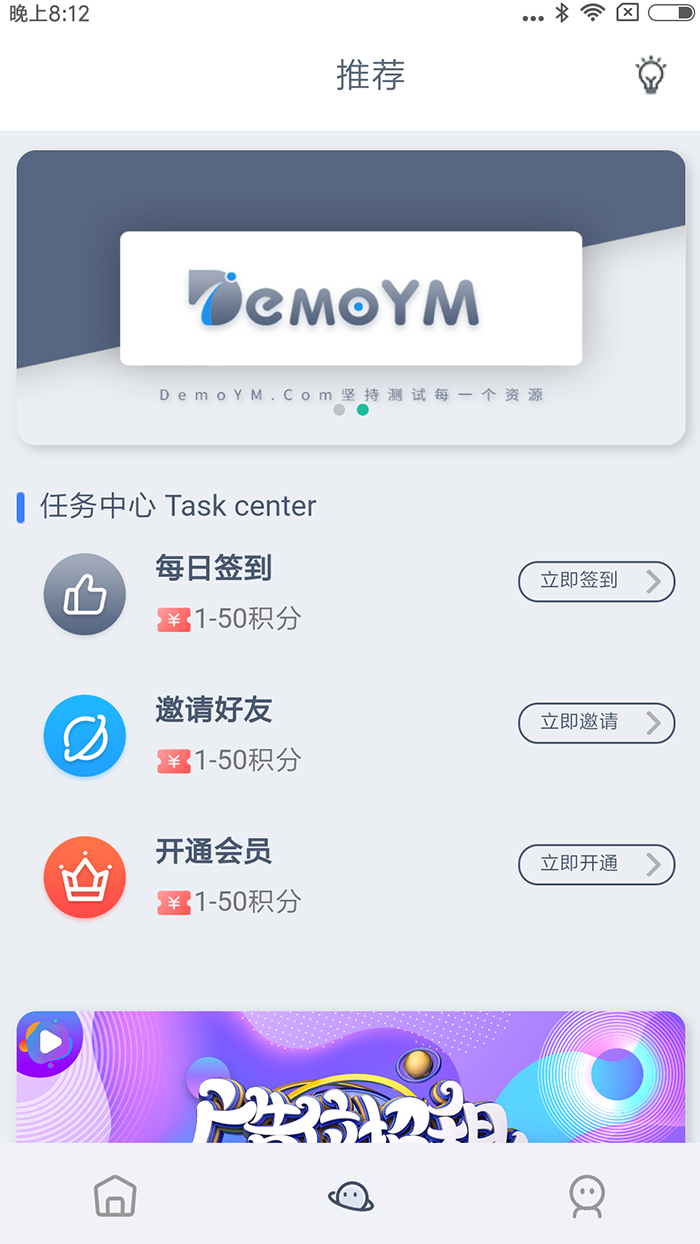 晚上8:12
推荐
DemoYM
DemoYM.Com坚持测试每一个资源
任务中心 Task center
每日签到
¥ 1-50积分
立即签到
邀请好友
¥ 1-50积分
立即邀请
开通会员
¥ 1-50积分
立即开通